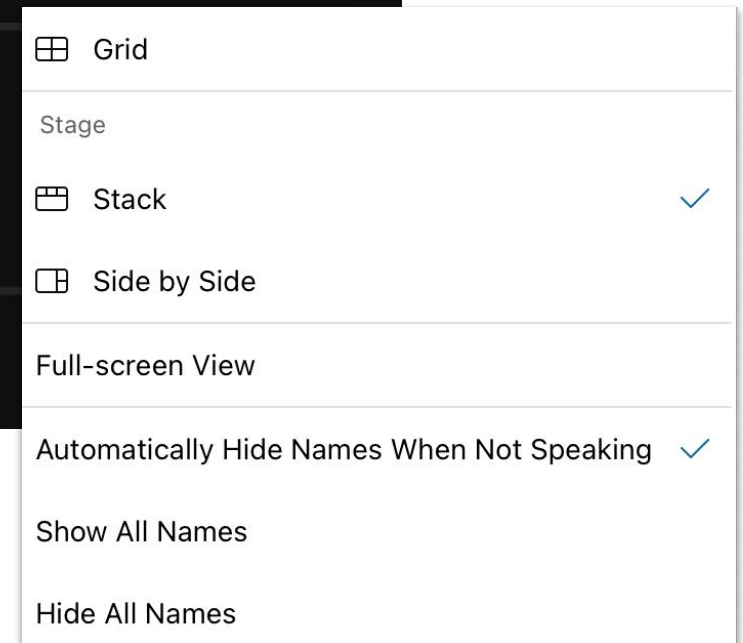 Grid
Stage
Stack
Side by Side
Full-screen View
Automatically Hide Names When Not Speaking
Show All Names
Hide All Names